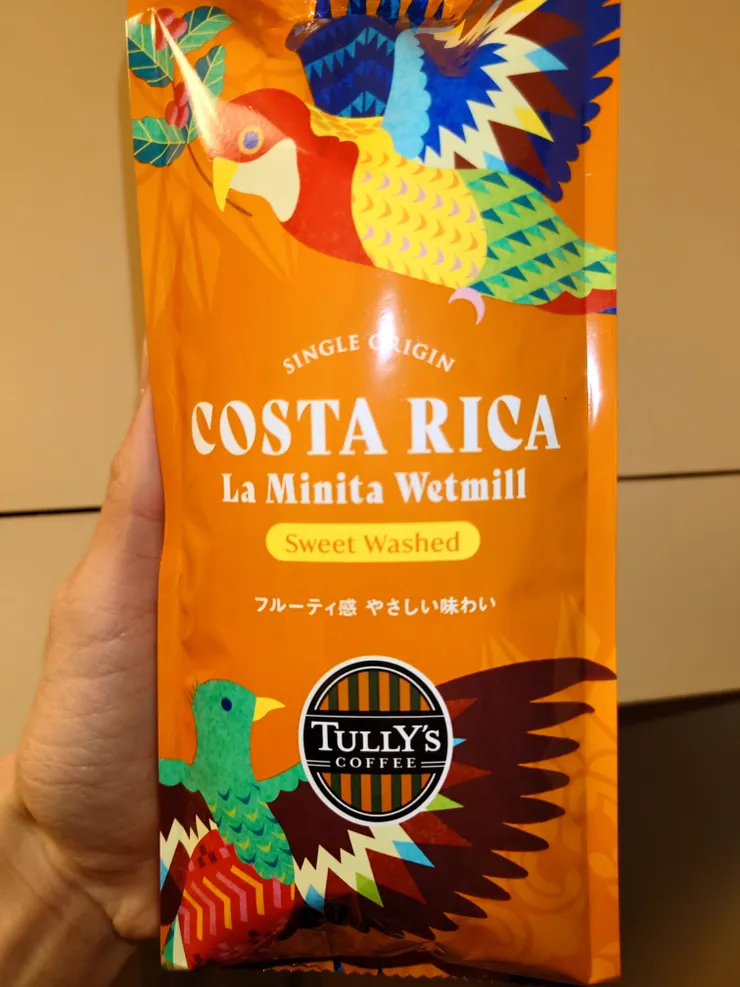 SINGLE ORIGIN
COSTA RICA
La Minita Wetmill
Sweet Washed
フルーティ感 やさしい味わい
TULLY'S
COFFEE